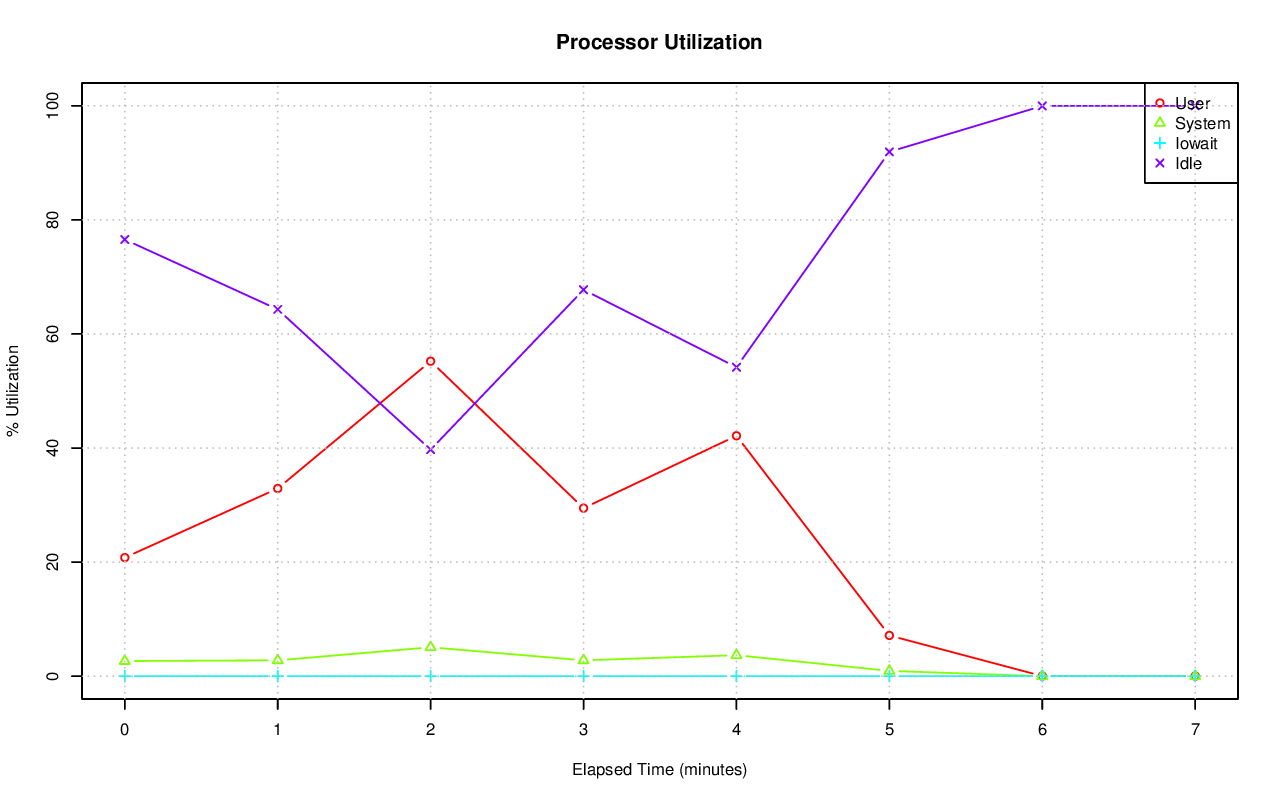 Processor Utilization
User
System
Iowait
Idle
100
80
60
40
20
0
% Utilization
0 1 2 3 4 5 6 7
Elapsed Time (minutes)